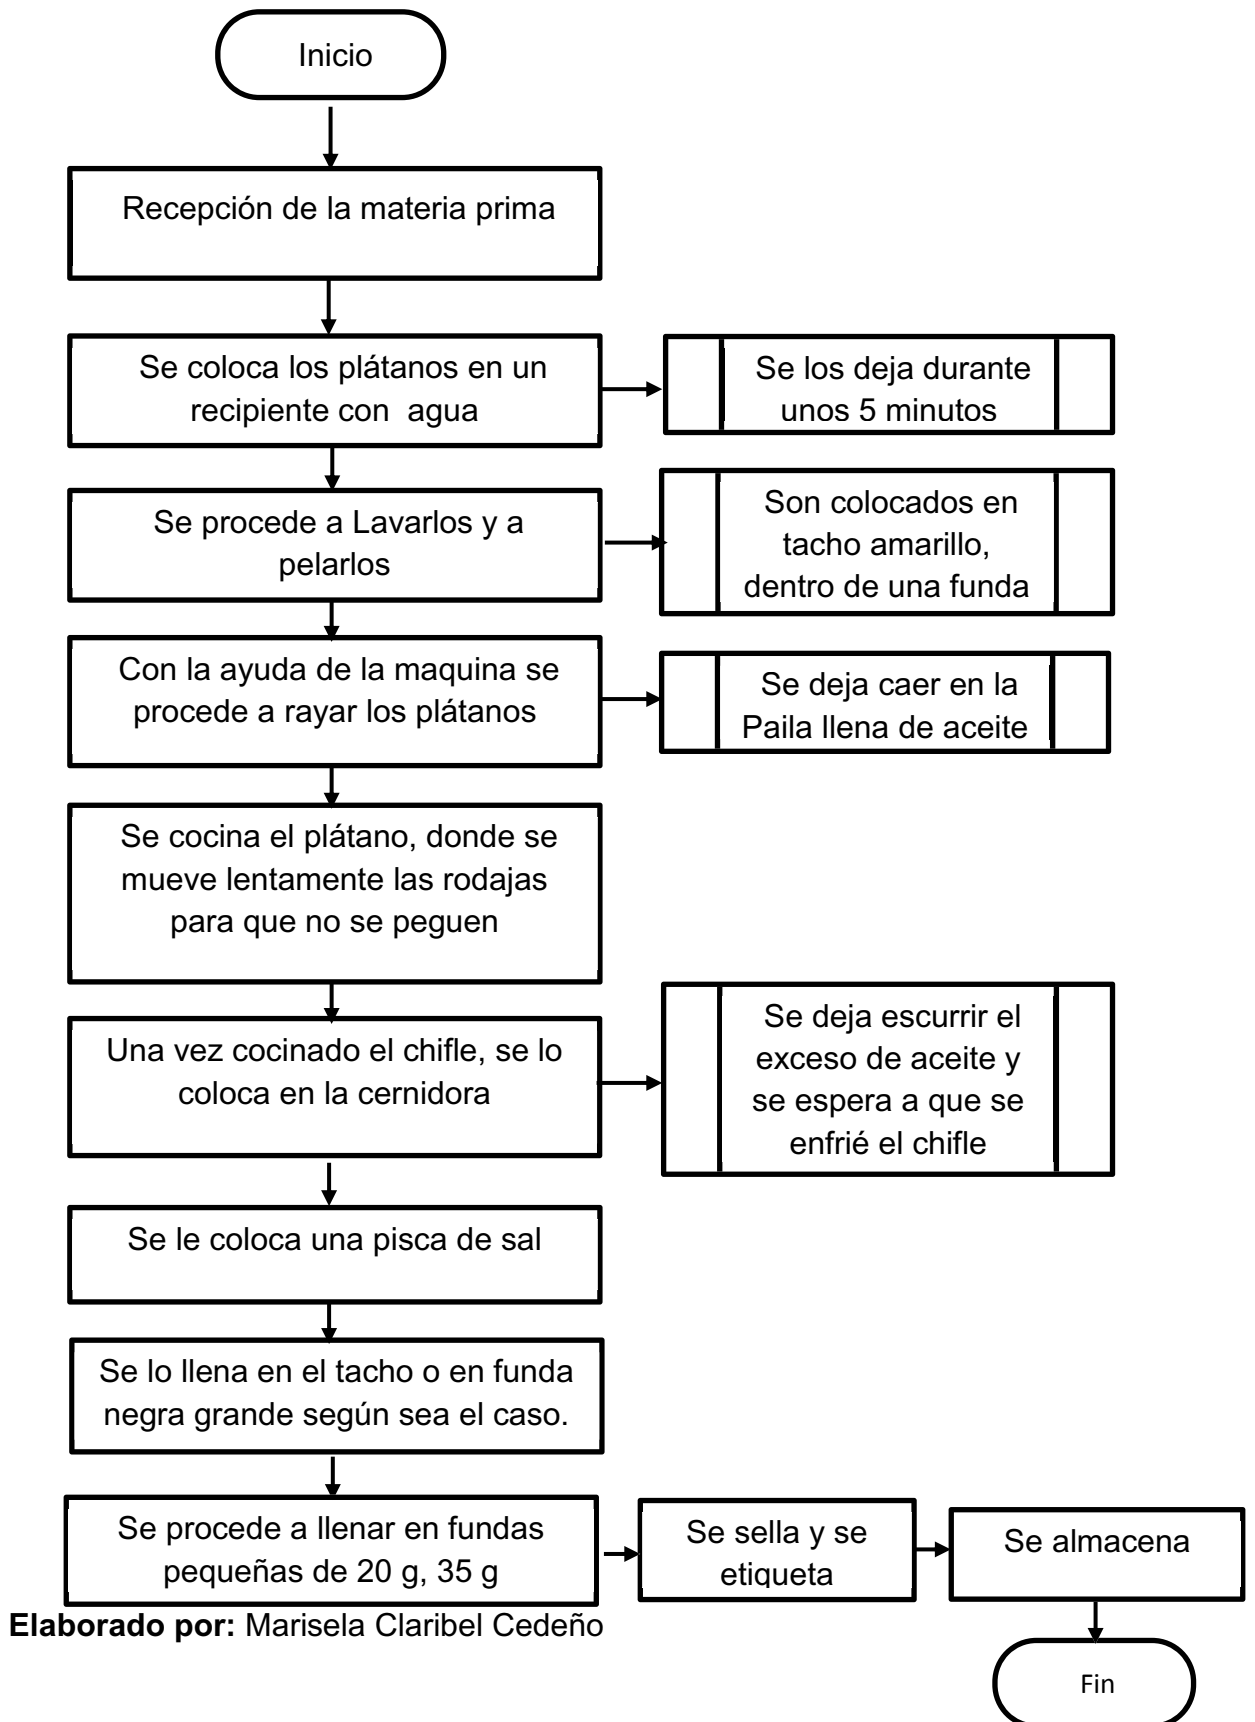 Inicio
Recepción de la materia prima
Se coloca los plátanos en un
recipiente con agua
Se los deja durante
unos 5 minutos
Se procede a Lavarlos y a
pelarlos
Son colocados en
tacho amarillo,
dentro de una funda
Con la ayuda de la maquina se
procede a rayar los plátanos
Se deja caer en la
Paila llena de aceite
Se cocina el plátano, donde se
mueve lentamente las rodajas
para que no se peguen
Una vez cocinado el chifle, se lo
coloca en la cernidora
Se deja escurrir el
exceso de aceite y
se espera a que se
enfrié el chifle
Se le coloca una pisca de sal
Se lo llena en el tacho o en funda
negra grande según sea el caso.
Se procede a llenar en fundas
pequeñas de 20 g, 35 g
Se sella y se
etiqueta
Se almacena
Elaborado por: Marisela Claribel Cedeño
Fin